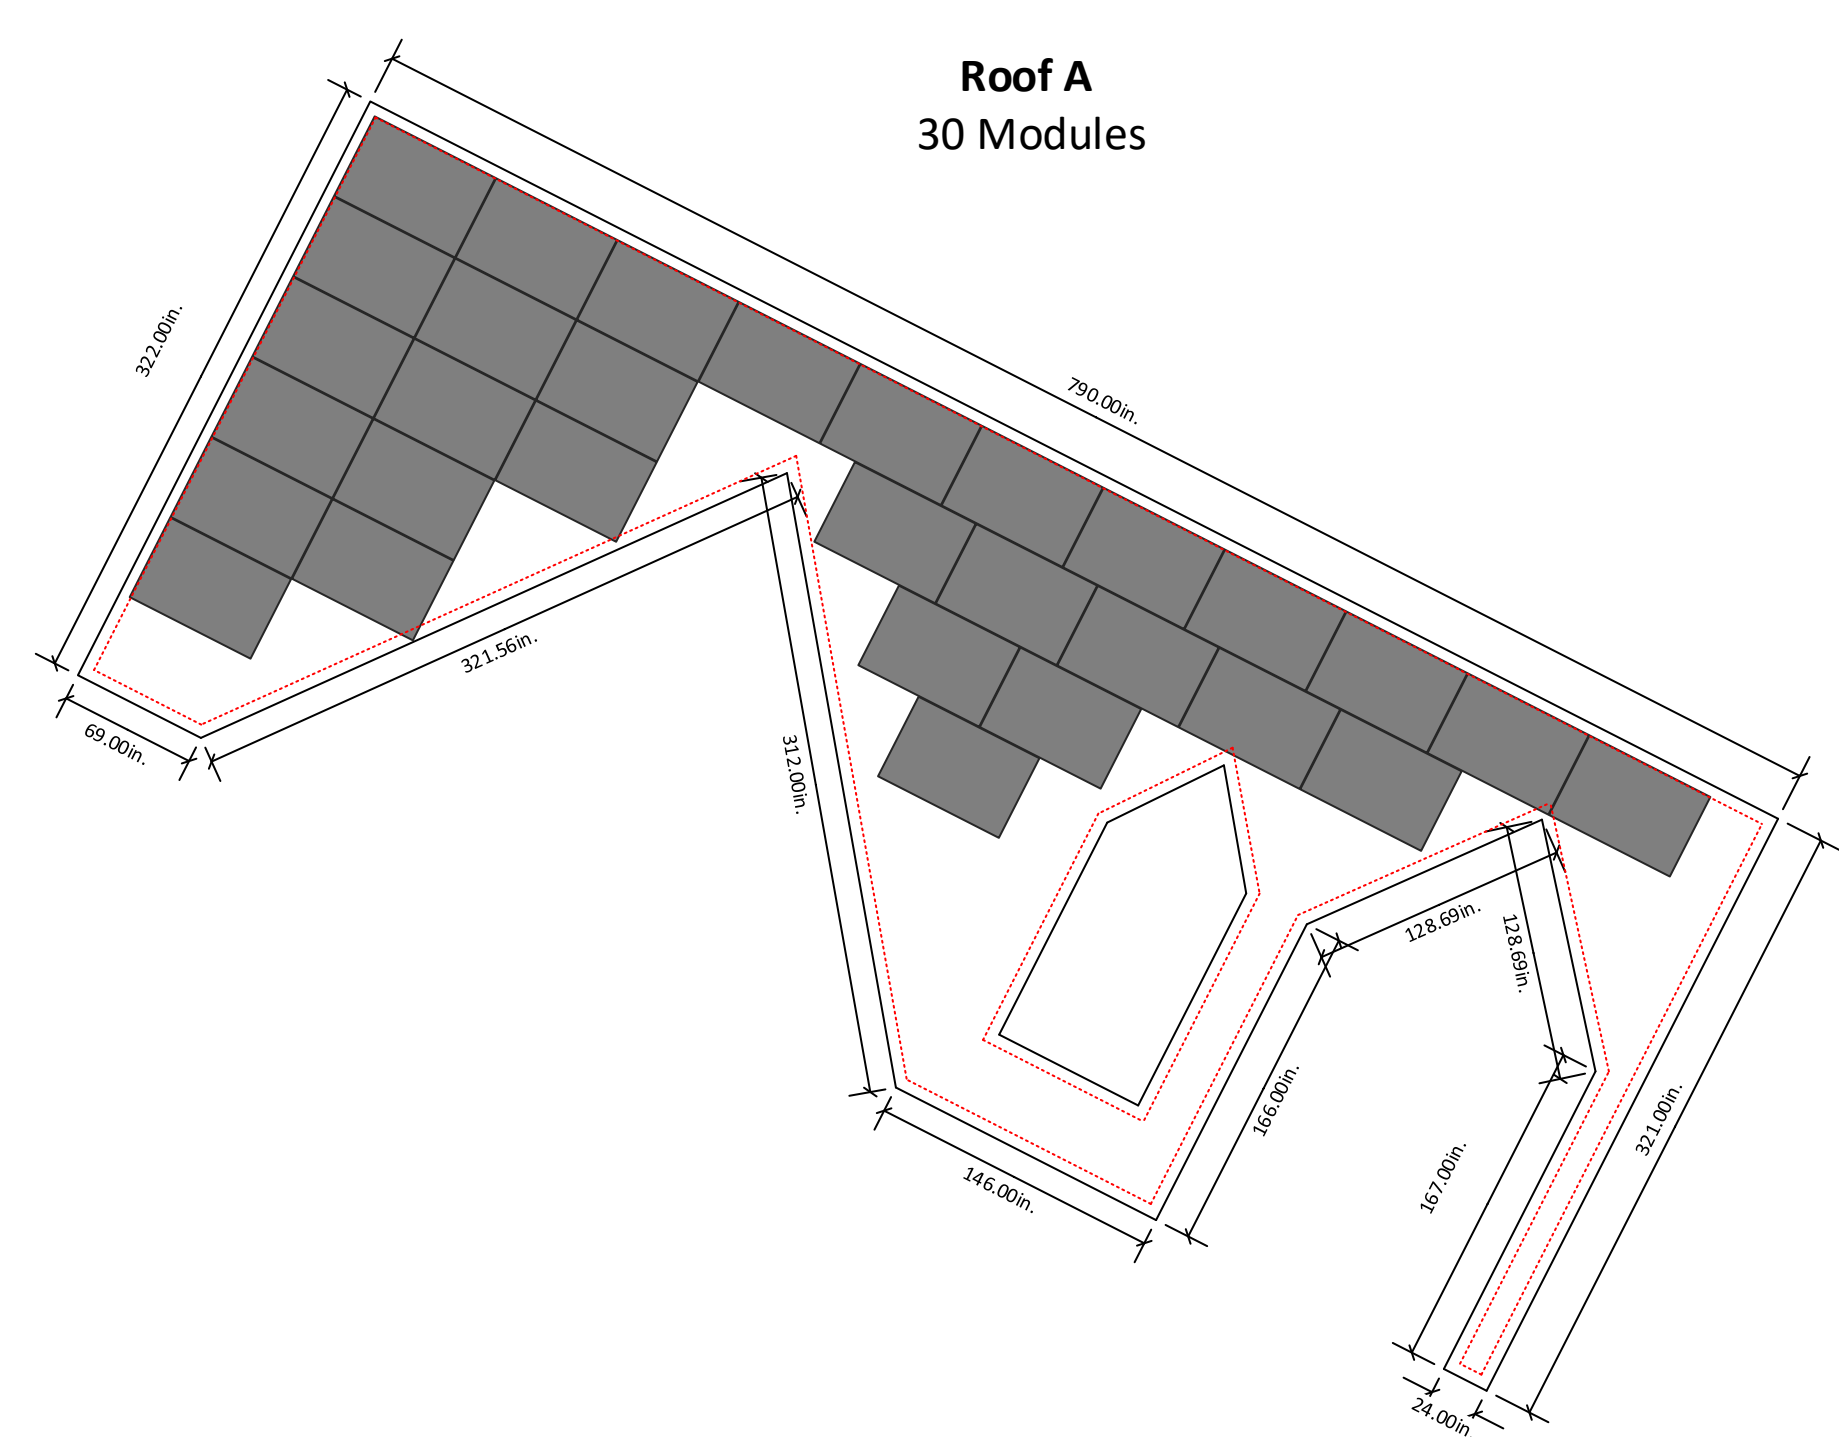 Roof A
30 Modules
322.00in.
790.00in.
69.00in.
321.56in.
312.00in.
128.69in.
128.69in.
166.00in.
146.00in.
167.00in.
321.00in.
24.00in.